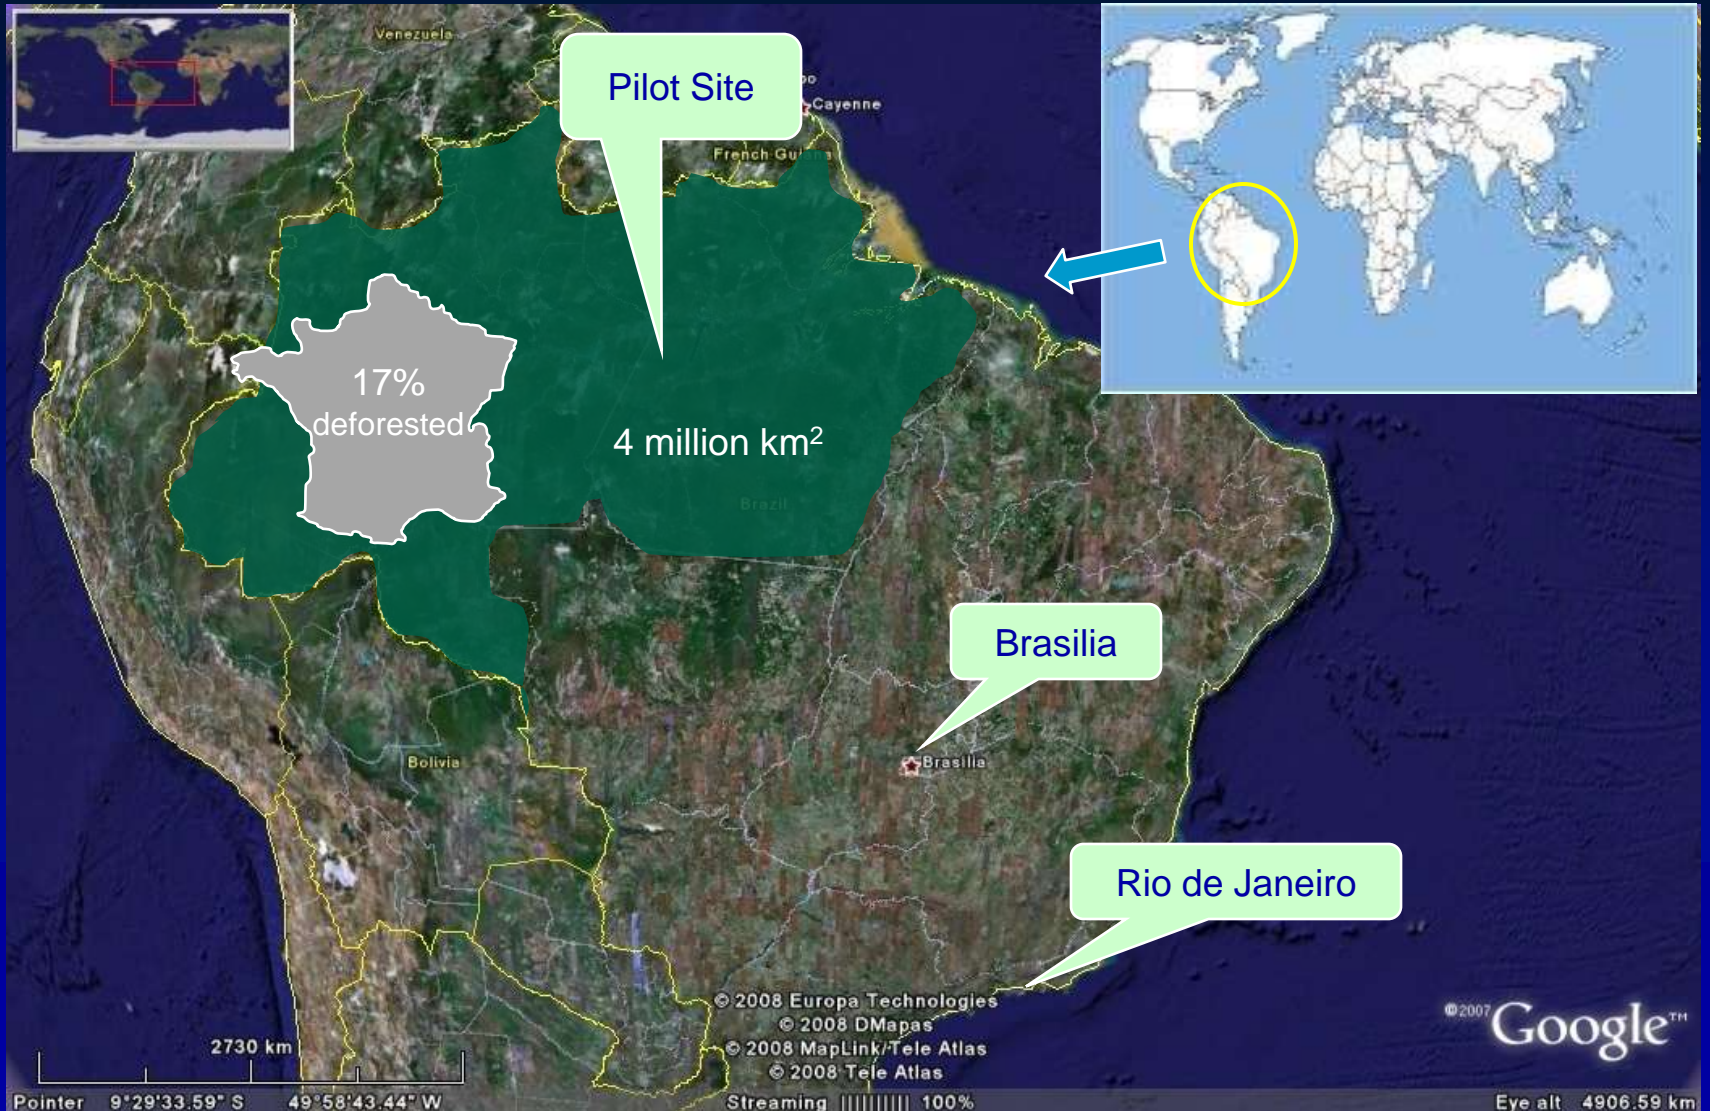 Venezuela
Pilot Site
Cayenne
French Guiana
17%
deforested
4 million km²
Brazil
Brasilia
Brasilia
Bolivia
Rio de Janeiro
© 2008 Europa Technologies
© 2008 DMapas
© 2008 MapLink/Tele Atlas
© 2008 Tele Atlas
©2007 Google™
2730 km
Pointer 9°29'33.59" S 49°58'43.44" W
Streaming |||||||||| 100%
Eye alt 4906.59 km